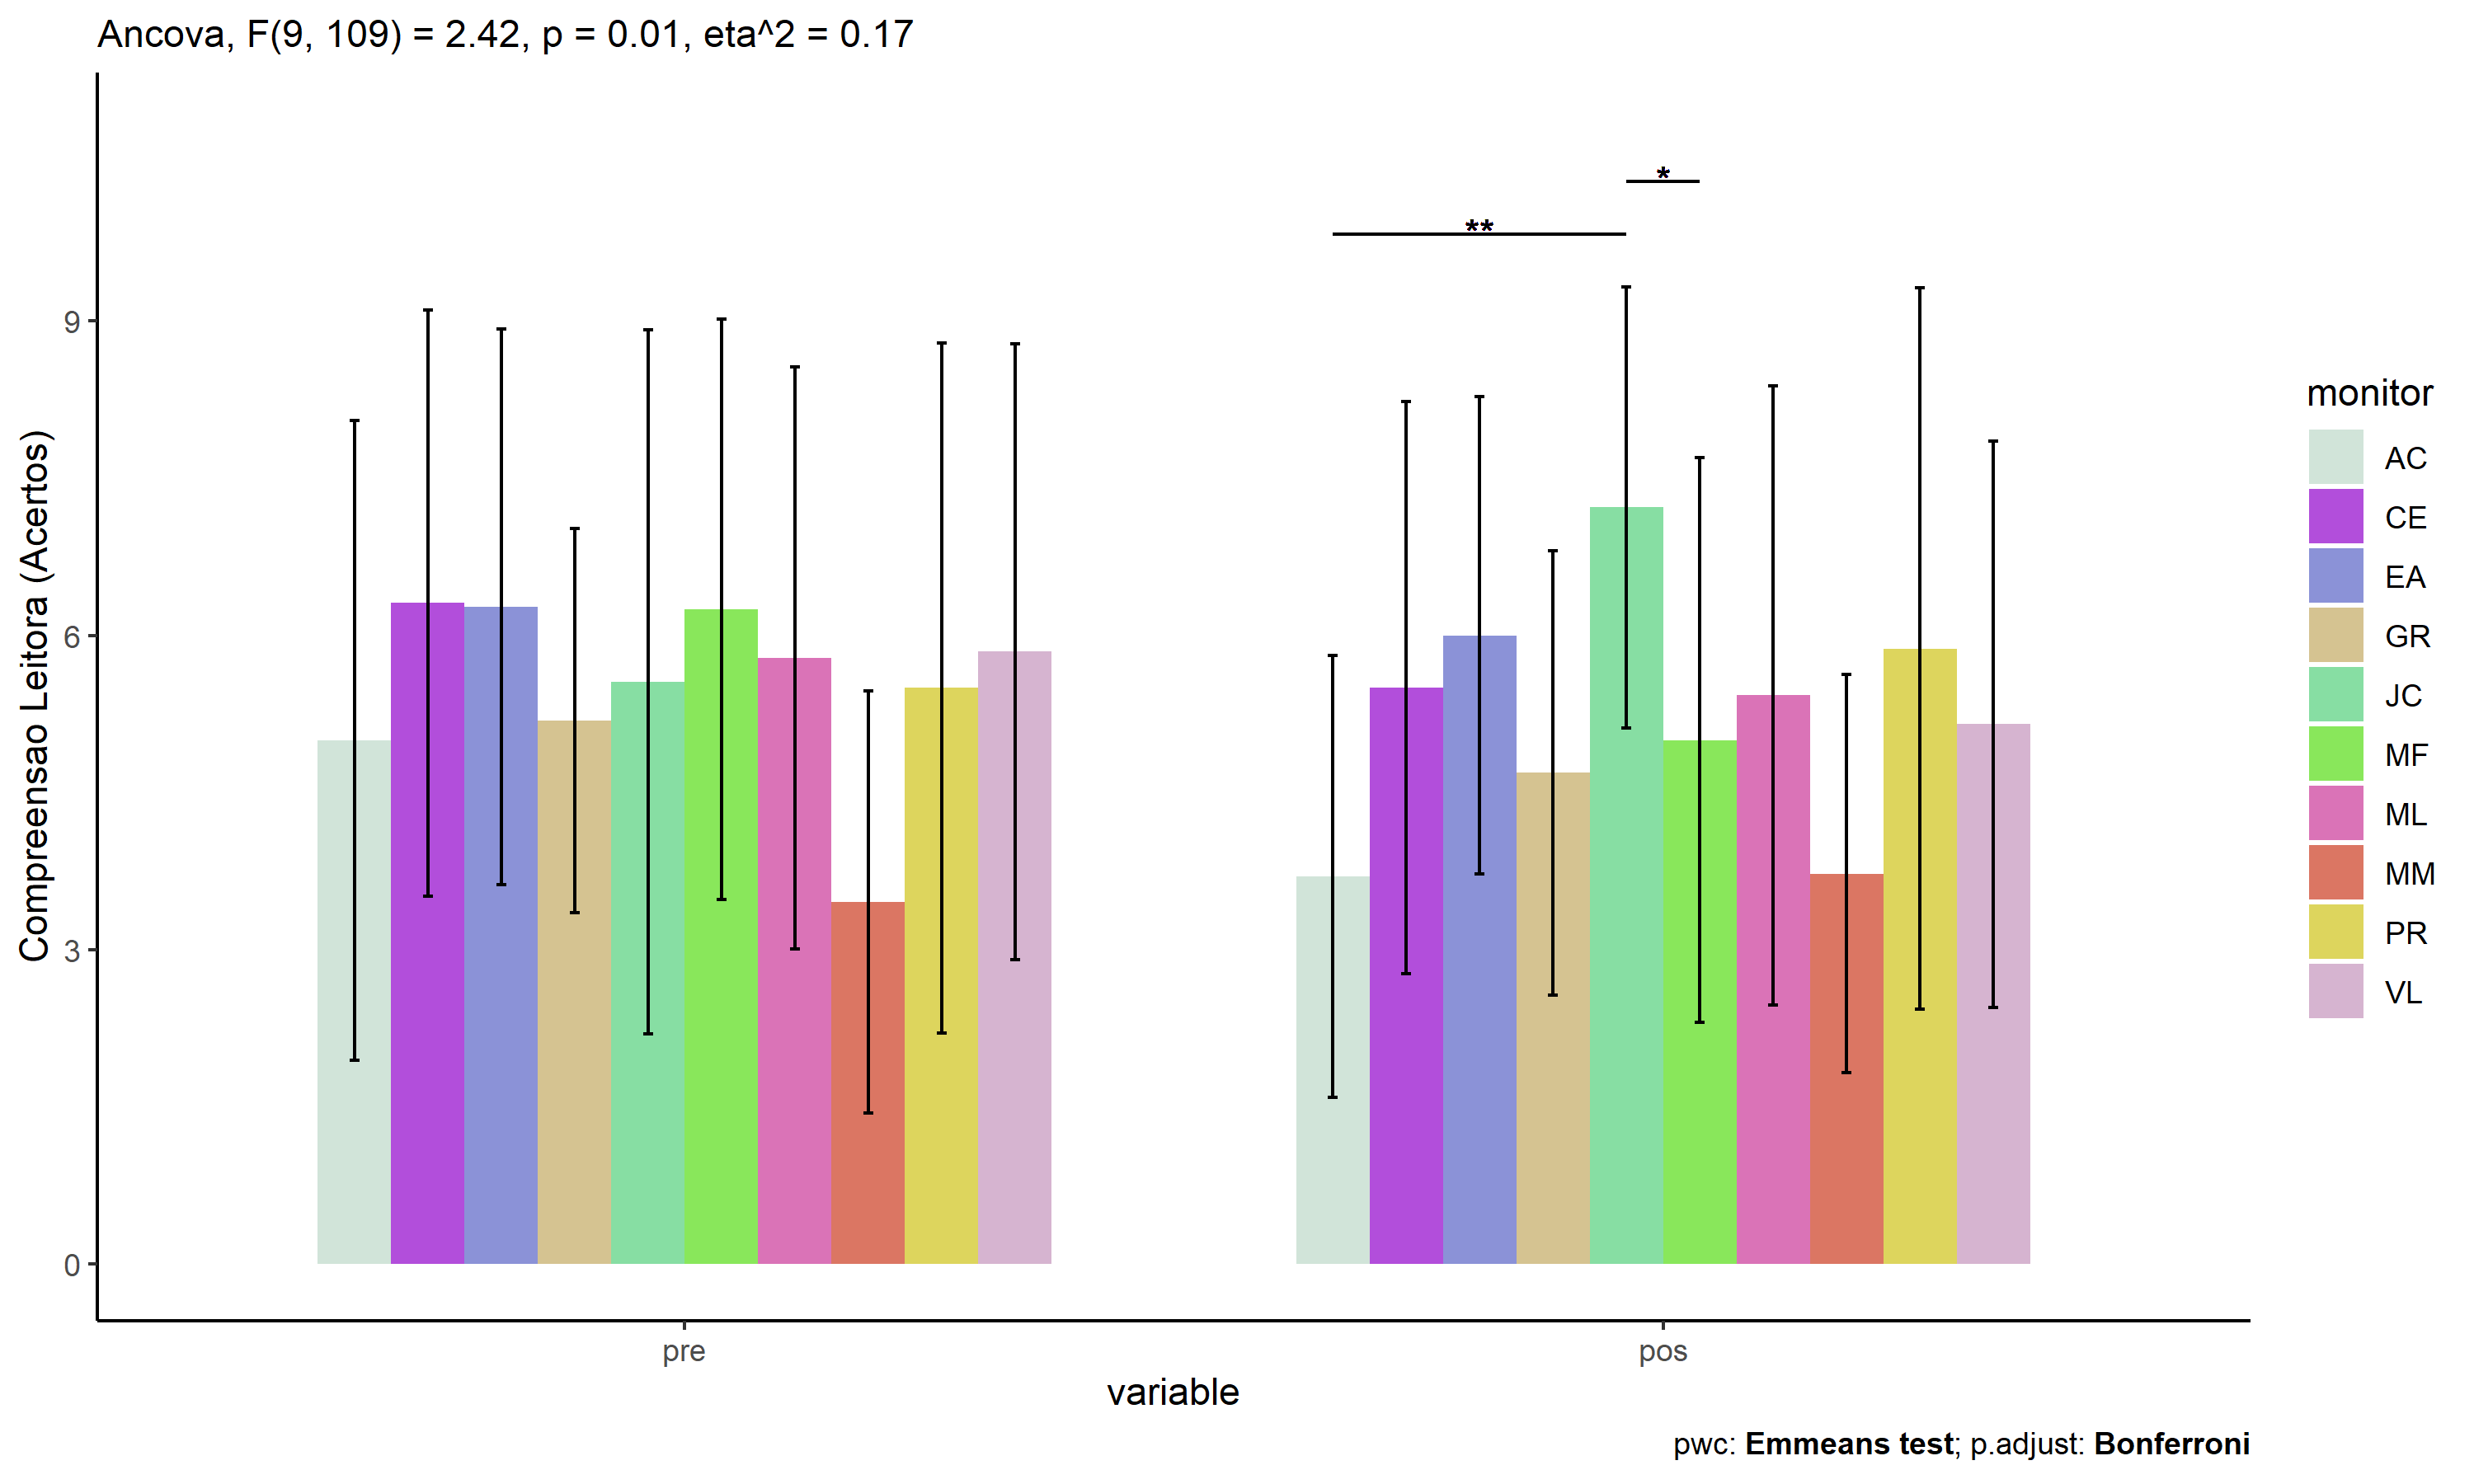 Ancova, F(9, 109) = 2.42, p = 0.01, eta^2 = 0.17
Compreensao Leitora (Acertos)
9
6
3
0
**
*
pre
pos
variable
monitor
AC
CE
EA
GR
JC
MF
ML
MM
PR
VL
pwc: Emmeans test; p.adjust: Bonferroni